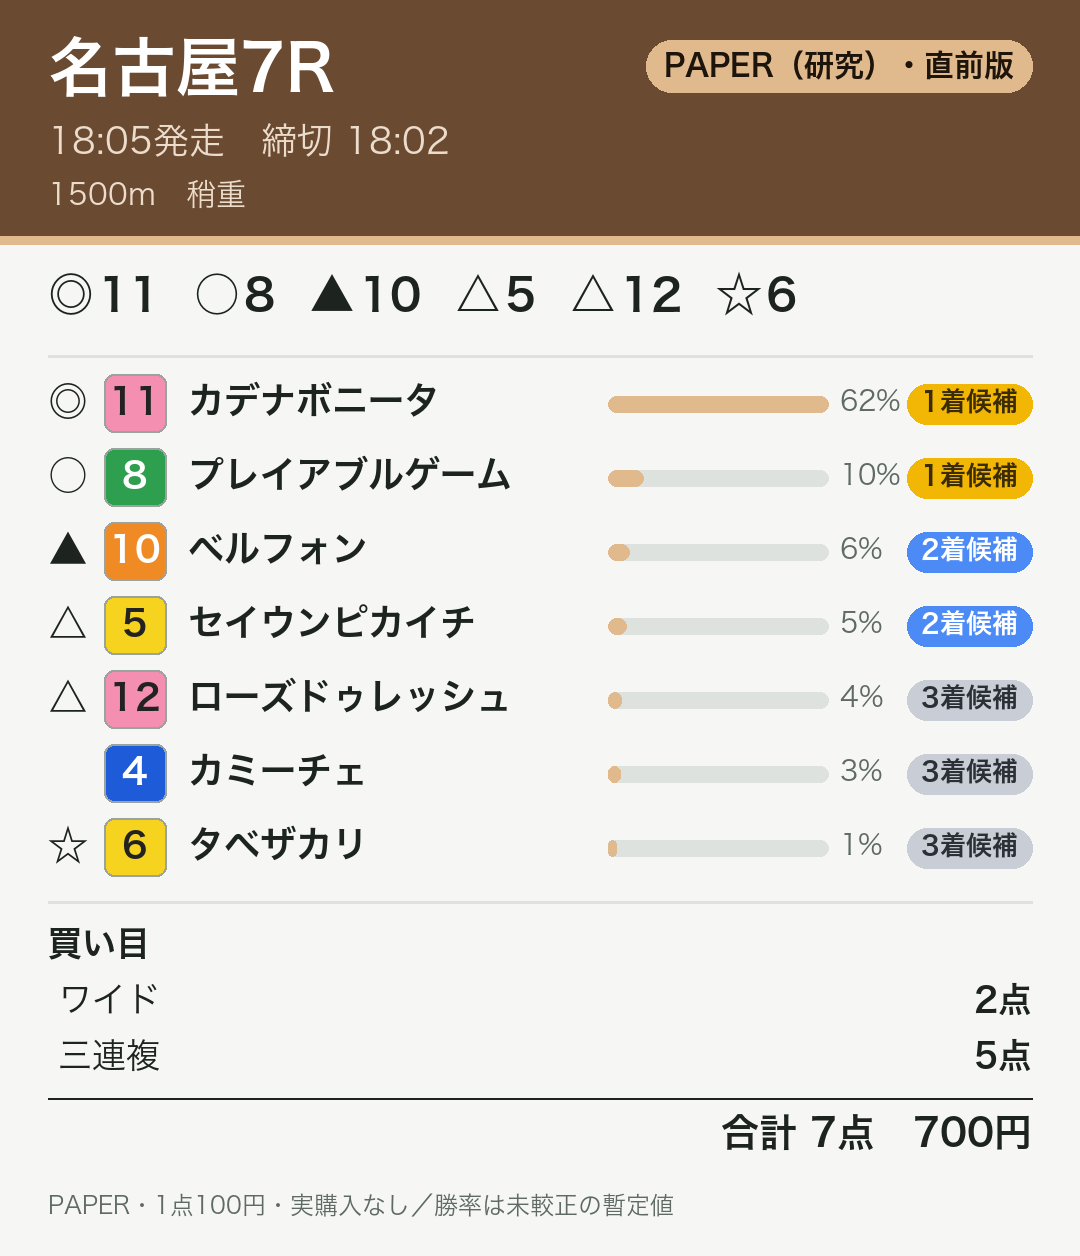 名古屋7R
PAPER（研究）・直前版
18:05発走　締切 18:02
1500m　稍重
◎11 ○8 ▲10 △5 △12 ☆6
◎ 11 カデナボニータ 62% 1着候補
○ 8 プレイアブルゲーム 10% 1着候補
▲ 10 ベルフォン 6% 2着候補
△ 5 セイウンピカイチ 5% 2着候補
△ 12 ローズドゥレッシュ 4% 3着候補
4 カミーチェ 3% 3着候補
☆ 6 タベザカリ 1% 3着候補
買い目
ワイド 2点
三連複 5点
合計 7点　700円
PAPER・1点100円・実購入なし／勝率は未較正の暫定値